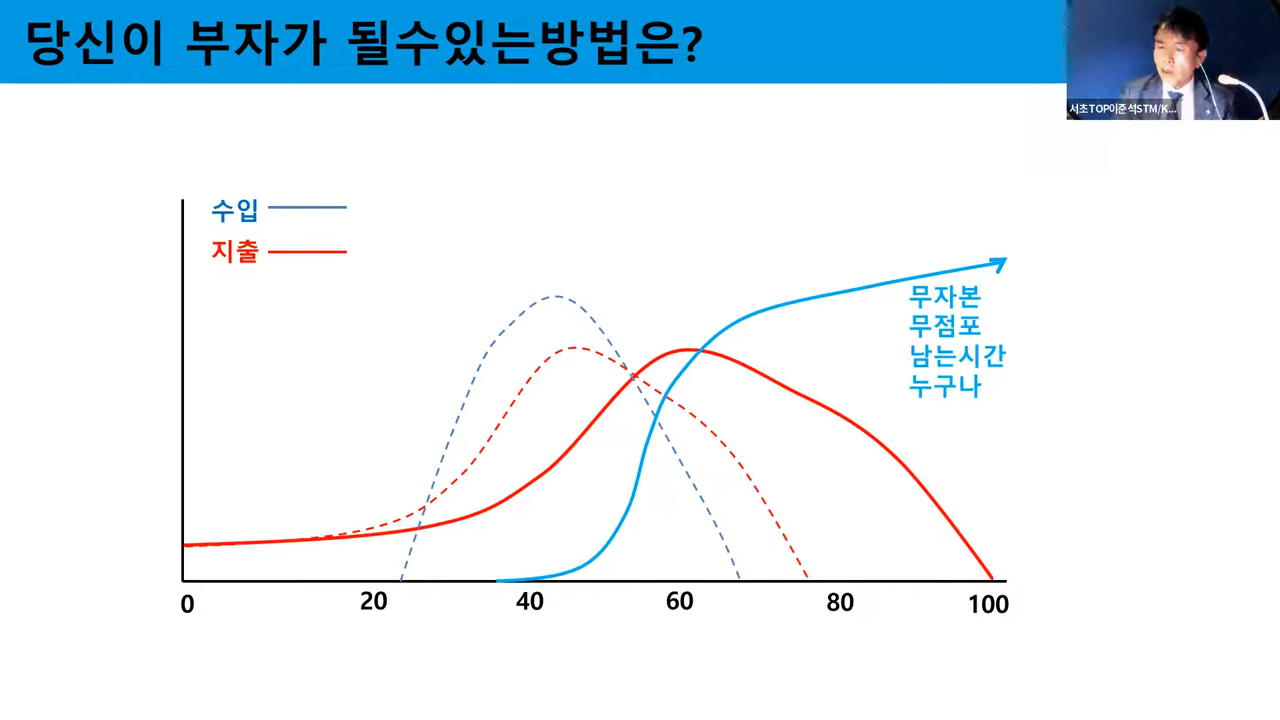 당신이 부자가 될수있는방법은?
서초TOP이준석STM/K...
수입
지출
무자본
무점포
남는시간
누구나
0 20 40 60 80 100